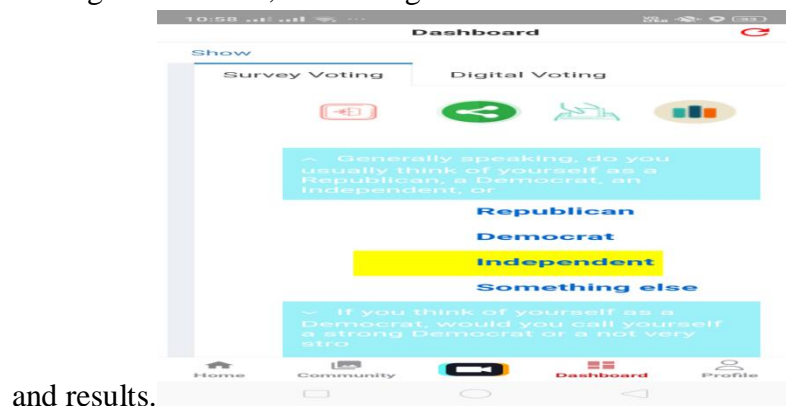 10:58
Dashboard
Show
Survey Voting Digital Voting
Generally speaking, do you
usually think of yourself as a
Republican, a Democrat, an
Independent, or
Republican
Democrat
Independent
Something else
If you think of yourself as a
Democrat, would you call yourself
a strong Democrat or a not very
stro
Home Community Dashboard Profile
and results.